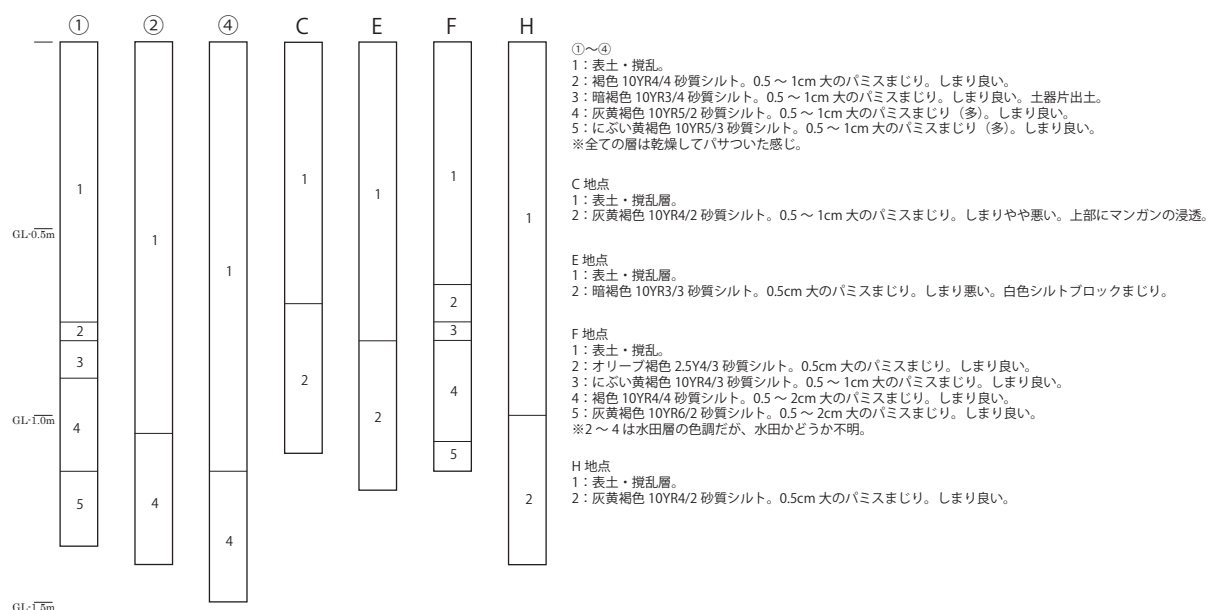 ① ② ④ C E F H
GL-0.5m
GL-1.0m
GL-1.5m
1
2
3
4
5
1
4
1
4
1
2
1
2
1
2
3
4
5
1
2
①～④
1：表土・撹乱。
2：褐色 10YR4/4 砂質シルト。0.5 ～ 1cm 大のパミスまじり。しまり良い。
3：暗褐色 10YR3/4 砂質シルト。0.5 ～ 1cm 大のパミスまじり。しまり良い。土器片出土。
4：灰黄褐色 10YR5/2 砂質シルト。0.5 ～ 1cm 大のパミスまじり（多）。しまり良い。
5：にぶい黄褐色 10YR5/3 砂質シルト。0.5 ～ 1cm 大のパミスまじり（多）。しまり良い。
※全ての層は乾燥してパサついた感じ。
C 地点
1：表土・撹乱層。
2：灰黄褐色 10YR4/2 砂質シルト。0.5 ～ 1cm 大のパミスまじり。しまりやや悪い。上部にマンガンの浸透。
E 地点
1：表土・撹乱層。
2：暗褐色 10YR3/3 砂質シルト。0.5cm 大のパミスまじり。しまり悪い。白色シルトブロックまじり。
F 地点
1：表土・撹乱。
2：オリーブ褐色 2.5Y4/3 砂質シルト。0.5cm 大のパミスまじり。しまり良い。
3：にぶい黄褐色 10YR4/3 砂質シルト。0.5 ～ 1cm 大のパミスまじり。しまり良い。
4：褐色 10YR4/4 砂質シルト。0.5 ～ 2cm 大のパミスまじり。しまり良い。
5：灰黄褐色 10YR6/2 砂質シルト。0.5 ～ 2cm 大のパミスまじり。しまり良い。
※2 ～ 4 は水田層の色調だが、水田かどうか不明。
H 地点
1：表土・撹乱層。
2：灰黄褐色 10YR4/2 砂質シルト。0.5cm 大のパミスまじり。しまり良い。